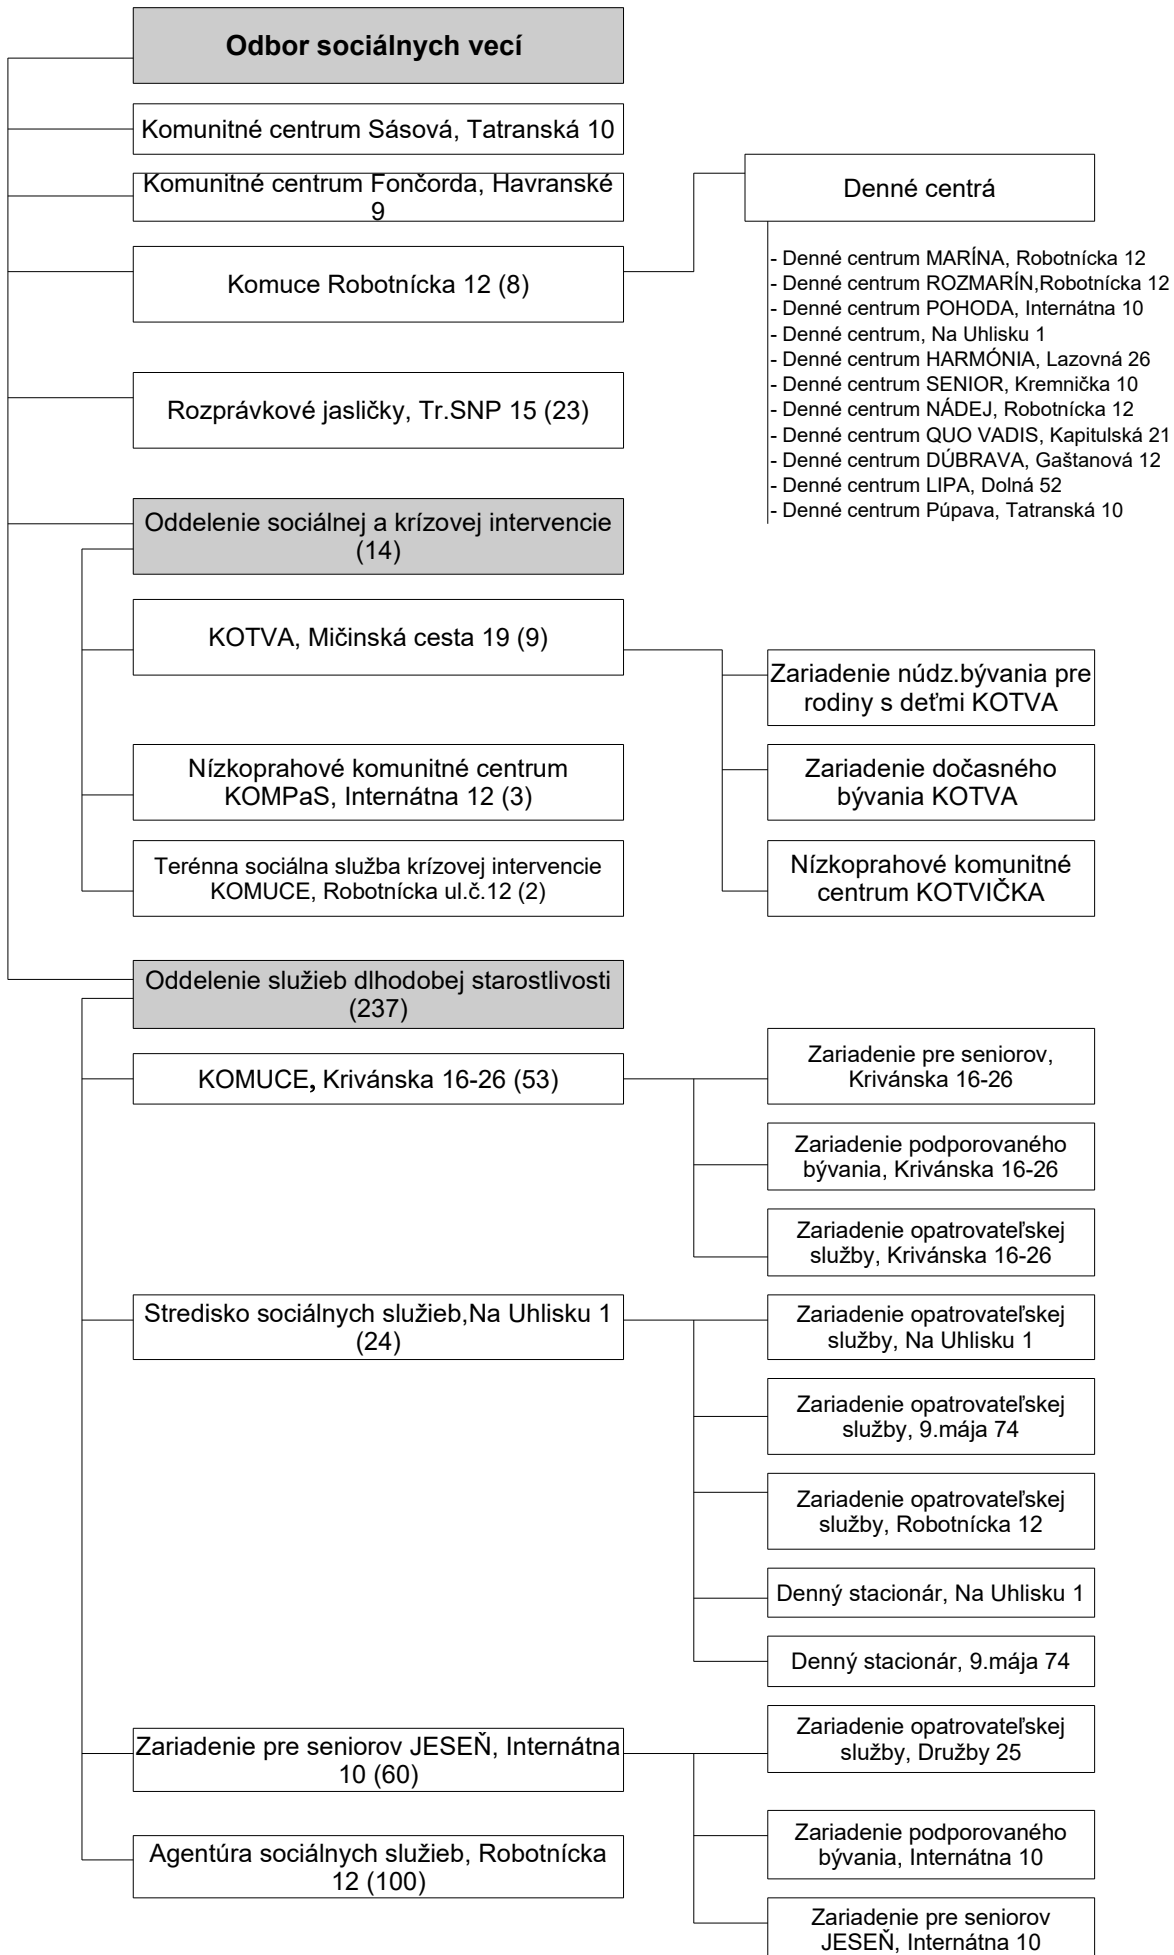 Odbor sociálnych vecí
Komunitné centrum Sásová, Tatranská 10
Komunitné centrum Fončorda, Havranské
9
Komuce Robotnícka 12 (8)
Denné centrá
- Denné centrum MARÍNA, Robotnícka 12
- Denné centrum ROZMARÍN,Robotnícka 12
- Denné centrum POHODA, Internátna 10
- Denné centrum, Na Uhlisku 1
- Denné centrum HARMÓNIA, Lazovná 26
- Denné centrum SENIOR, Kremnička 10
- Denné centrum NÁDEJ, Robotnícka 12
- Denné centrum QUO VADIS, Kapitulská 21
- Denné centrum DÚBRAVA, Gaštanová 12
- Denné centrum LIPA, Dolná 52
- Denné centrum Púpava, Tatranská 10
Rozprávkové jasličky, Tr.SNP 15 (23)
Oddelenie sociálnej a krízovej intervencie
(14)
KOTVA, Mičinská cesta 19 (9)
Zariadenie núdz.bývania pre
rodiny s deťmi KOTVA
Zariadenie dočasného
bývania KOTVA
Nízkoprahové komunitné
centrum KOTVIČKA
Nízkoprahové komunitné centrum
KOMPaS, Internátna 12 (3)
Terénna sociálna služba krízovej intervencie
KOMUCE, Robotnícka ul.č.12 (2)
Oddelenie služieb dlhodobej starostlivosti
(237)
KOMUCE, Krivánska 16-26 (53)
Zariadenie pre seniorov,
Krivánska 16-26
Zariadenie podporovaného
bývania, Krivánska 16-26
Zariadenie opatrovateľskej
služby, Krivánska 16-26
Stredisko sociálnych služieb,Na Uhlisku 1
(24)
Zariadenie opatrovateľskej
služby, Na Uhlisku 1
Zariadenie opatrovateľskej
služby, 9.mája 74
Zariadenie opatrovateľskej
služby, Robotnícka 12
Denný stacionár, Na Uhlisku 1
Denný stacionár, 9.mája 74
Zariadenie pre seniorov JESEŇ, Internátna
10 (60)
Zariadenie opatrovateľskej
služby, Družby 25
Zariadenie podporovaného
bývania, Internátna 10
Zariadenie pre seniorov
JESEŇ, Internátna 10
Agentúra sociálnych služieb, Robotnícka
12 (100)